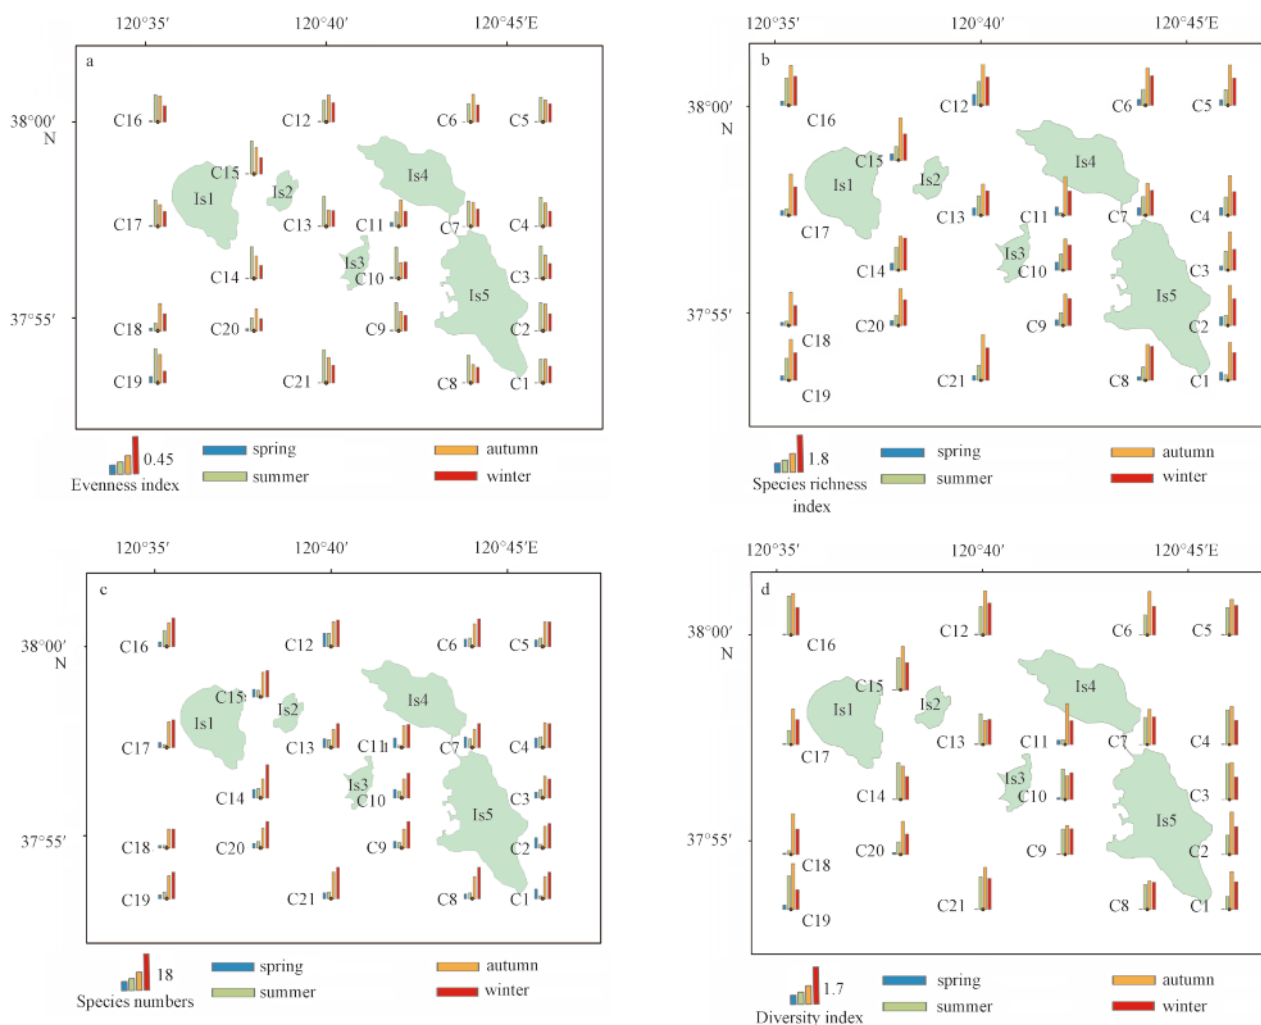 120°35′ 120°40′ 120°45′E
a
38°00′
N
C16 C12 C6 C5
C15
Is1 Is2 Is4
C17 C13 C11 C7 C4
Is3
C14 C10 C3
Is5
37°55′
C18 C20 C9 C2
C19 C21 C8 C1
0.45
Evenness index
spring
summer
autumn
winter
120°35′ 120°40′ 120°45′E
b
38°00′
N
C16 C12 C6 C5
C15
Is1 Is2 Is4
C17 C13 C11 C7 C4
Is3
C14 C10 C3
Is5
37°55′
C18 C20 C9 C2
C19 C21 C8 C1
1.8
Species richness
index
spring
summer
autumn
winter
120°35′ 120°40′ 120°45′E
c
38°00′
N
C16 C12 C6 C5
C15
Is1 Is2 Is4
C17 C13 C11 C7 C4
Is3
C14 C10 C3
Is5
37°55′
C18 C20 C9 C2
C19 C21 C8 C1
18
Species numbers
spring
summer
autumn
winter
120°35′ 120°40′ 120°45′E
d
38°00′
N
C16 C12 C6 C5
C15
Is1 Is2 Is4
C17 C13 C11 C7 C4
Is3
C14 C10 C3
Is5
37°55′
C18 C20 C9 C2
C19 C21 C8 C1
1.7
Diversity index
spring
summer
autumn
winter